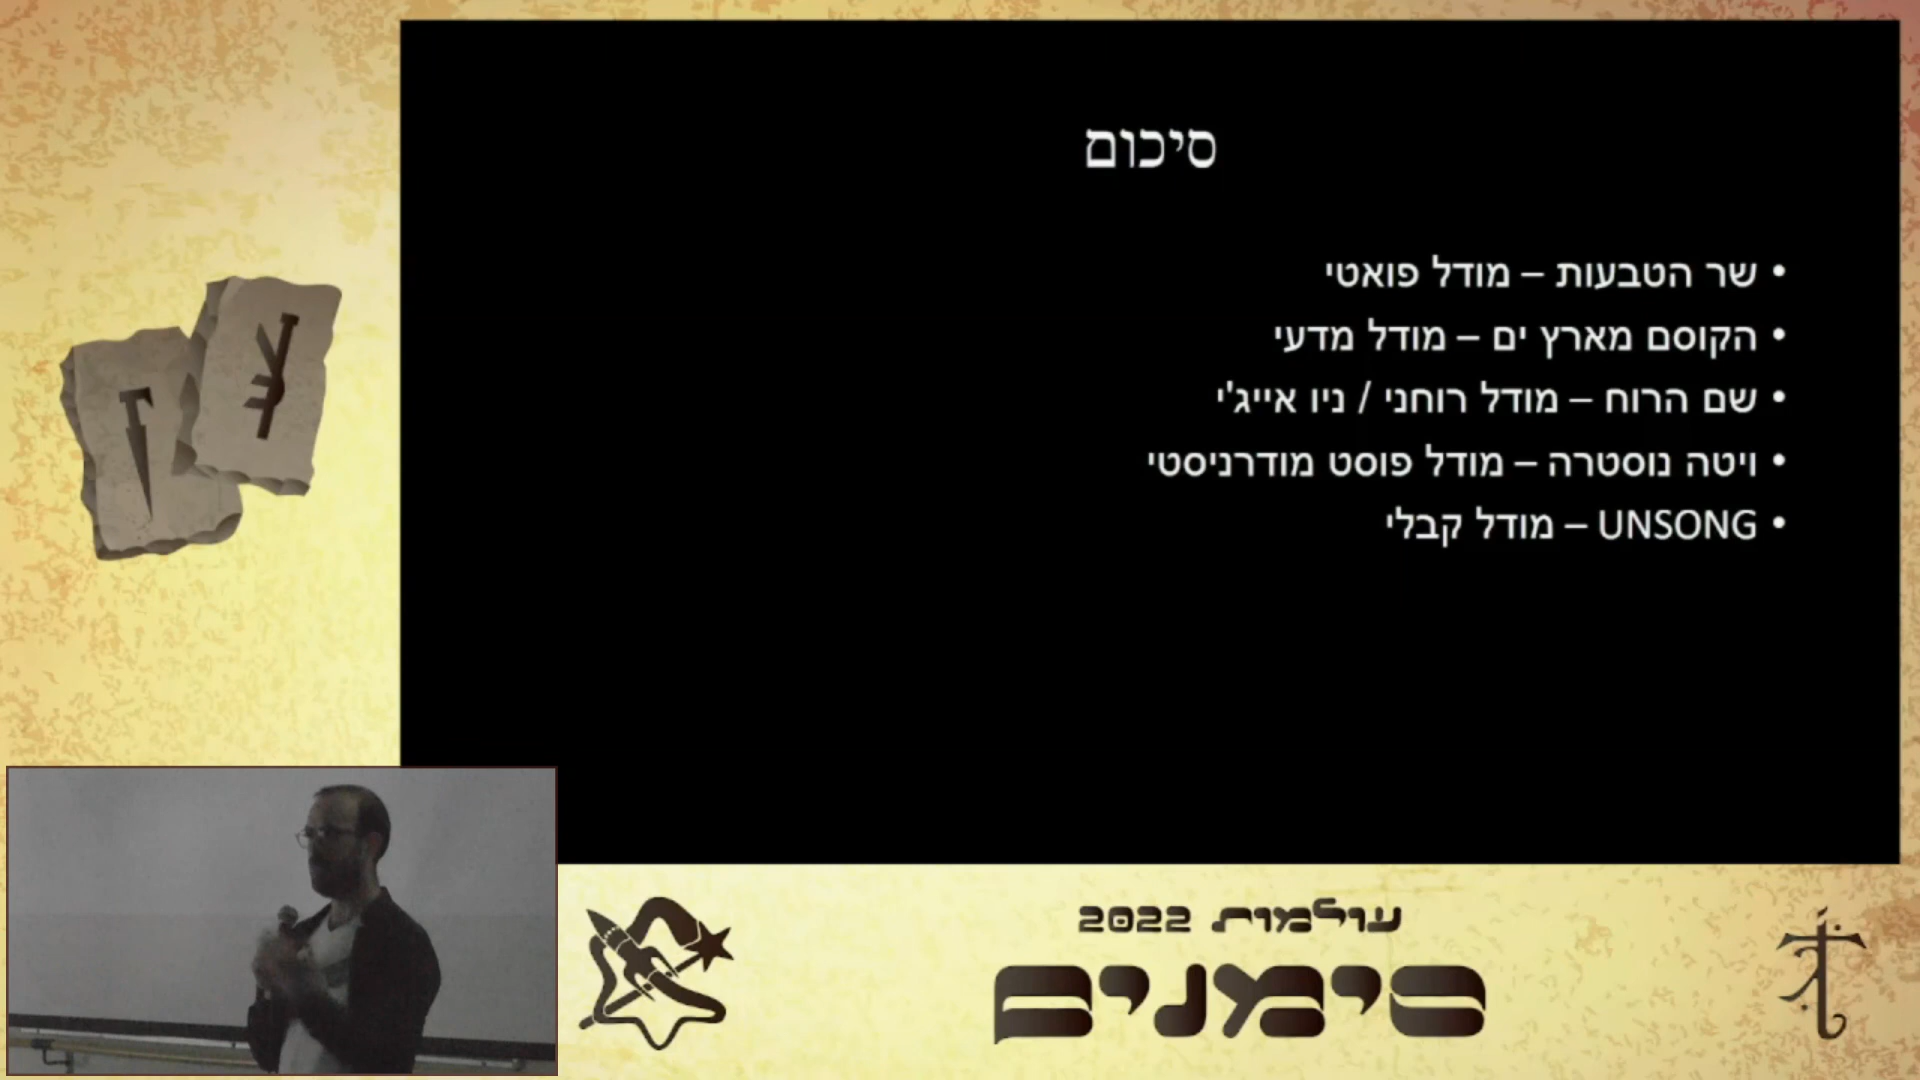 סיכום
• שר הטבעות – מודל פואטי
• הקוסם מארץ ים – מודל מדעי
• שם הרוח – מודל רוחני / ניו אייג'י
• ויטה נוסטרה – מודל פוסט מודרניסטי
• UNSONG – מודל קבלי
עולמות 2022
סימנים